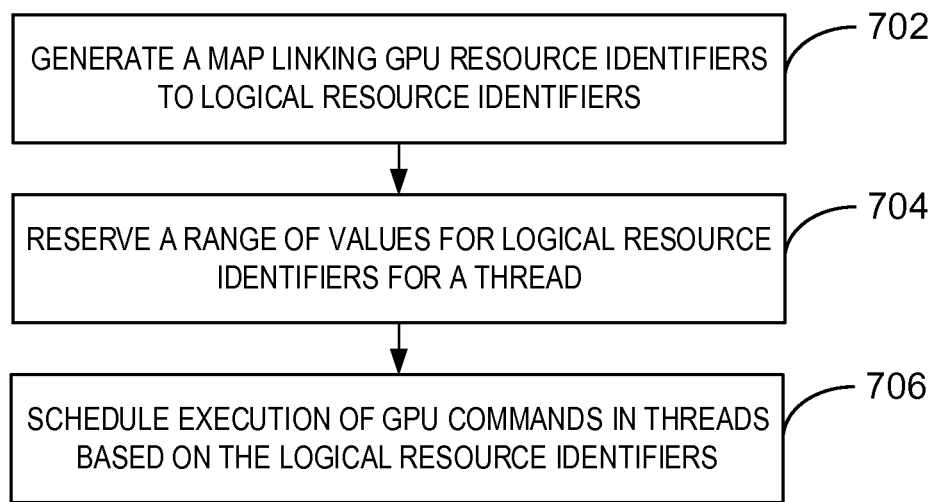 GENERATE A MAP LINKING GPU RESOURCE IDENTIFIERS
TO LOGICAL RESOURCE IDENTIFIERS
702
RESERVE A RANGE OF VALUES FOR LOGICAL RESOURCE
IDENTIFIERS FOR A THREAD
704
SCHEDULE EXECUTION OF GPU COMMANDS IN THREADS
BASED ON THE LOGICAL RESOURCE IDENTIFIERS
706